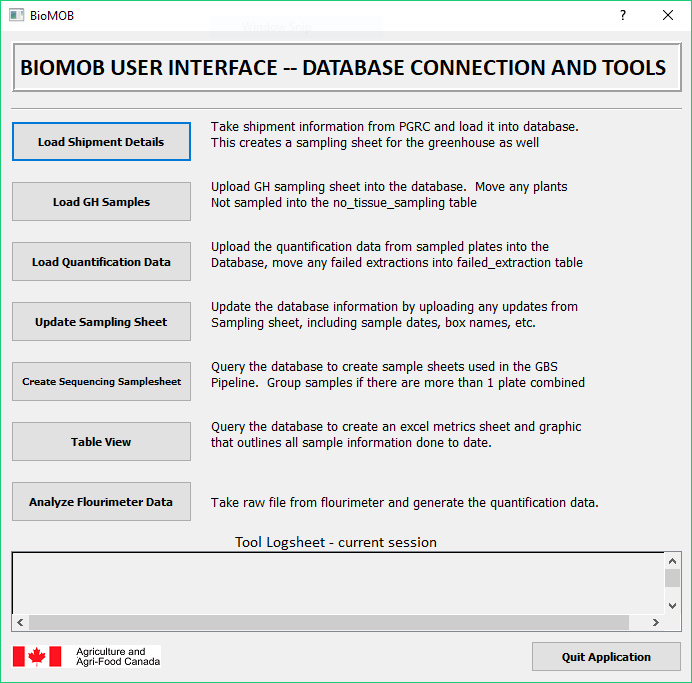 BioMOB
?
BIOMOB USER INTERFACE -- DATABASE CONNECTION AND TOOLS
Load Shipment Details
Take shipment information from PGRC and load it into database.
This creates a sampling sheet for the greenhouse as well
Load GH Samples
Upload GH sampling sheet into the database.  Move any plants
Not sampled into the no_tissue_sampling table
Load Quantification Data
Upload the quantification data from sampled plates into the
Database, move any failed extractions into failed_extraction table
Update Sampling Sheet
Update the database information by uploading any updates from
Sampling sheet, including sample dates, box names, etc.
Create Sequencing Samplesheet
Query the database to create sample sheets used in the GBS
Pipeline.  Group samples if there are more than 1 plate combined
Table View
Query the database to create an excel metrics sheet and graphic
that outlines all sample information done to date.
Analyze Flourimeter Data
Take raw file from flourimeter and generate the quantification data.
Tool Logsheet - current session
Agriculture and
Agri-Food Canada
Quit Application